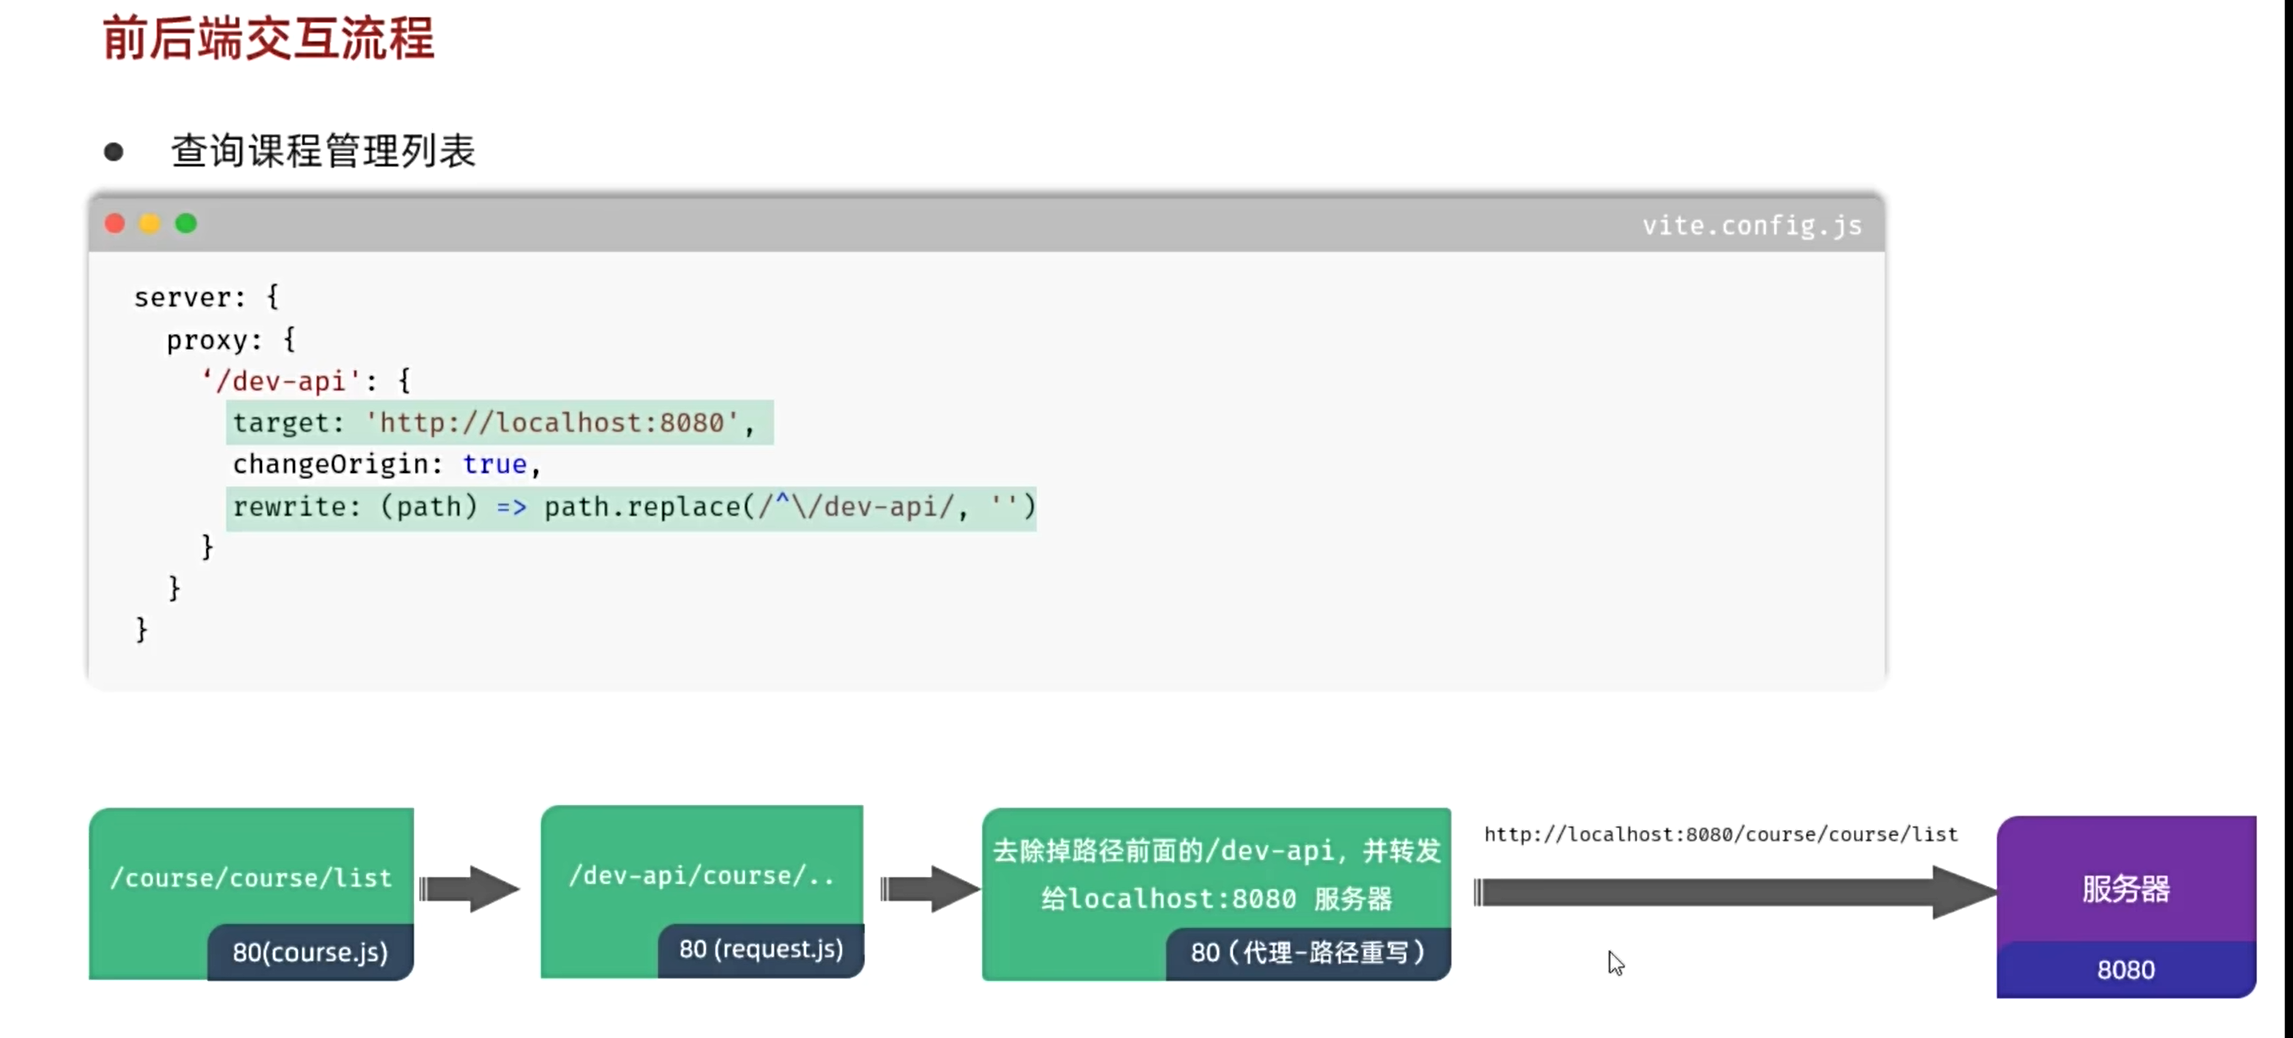 前后端交互流程
● 查询课程管理列表
vite.config.js
server: {
proxy: {
‘/dev-api': {
target: 'http://localhost:8080',
changeOrigin: true,
rewrite: (path) => path.replace(/^\/dev-api/, '')
}
}
}
/course/course/list
80(course.js)
/dev-api/course/..
80 (request.js)
去除掉路径前面的/dev-api，并转发
给localhost:8080 服务器
80（代理-路径重写）
http://localhost:8080/course/course/list
服务器
8080